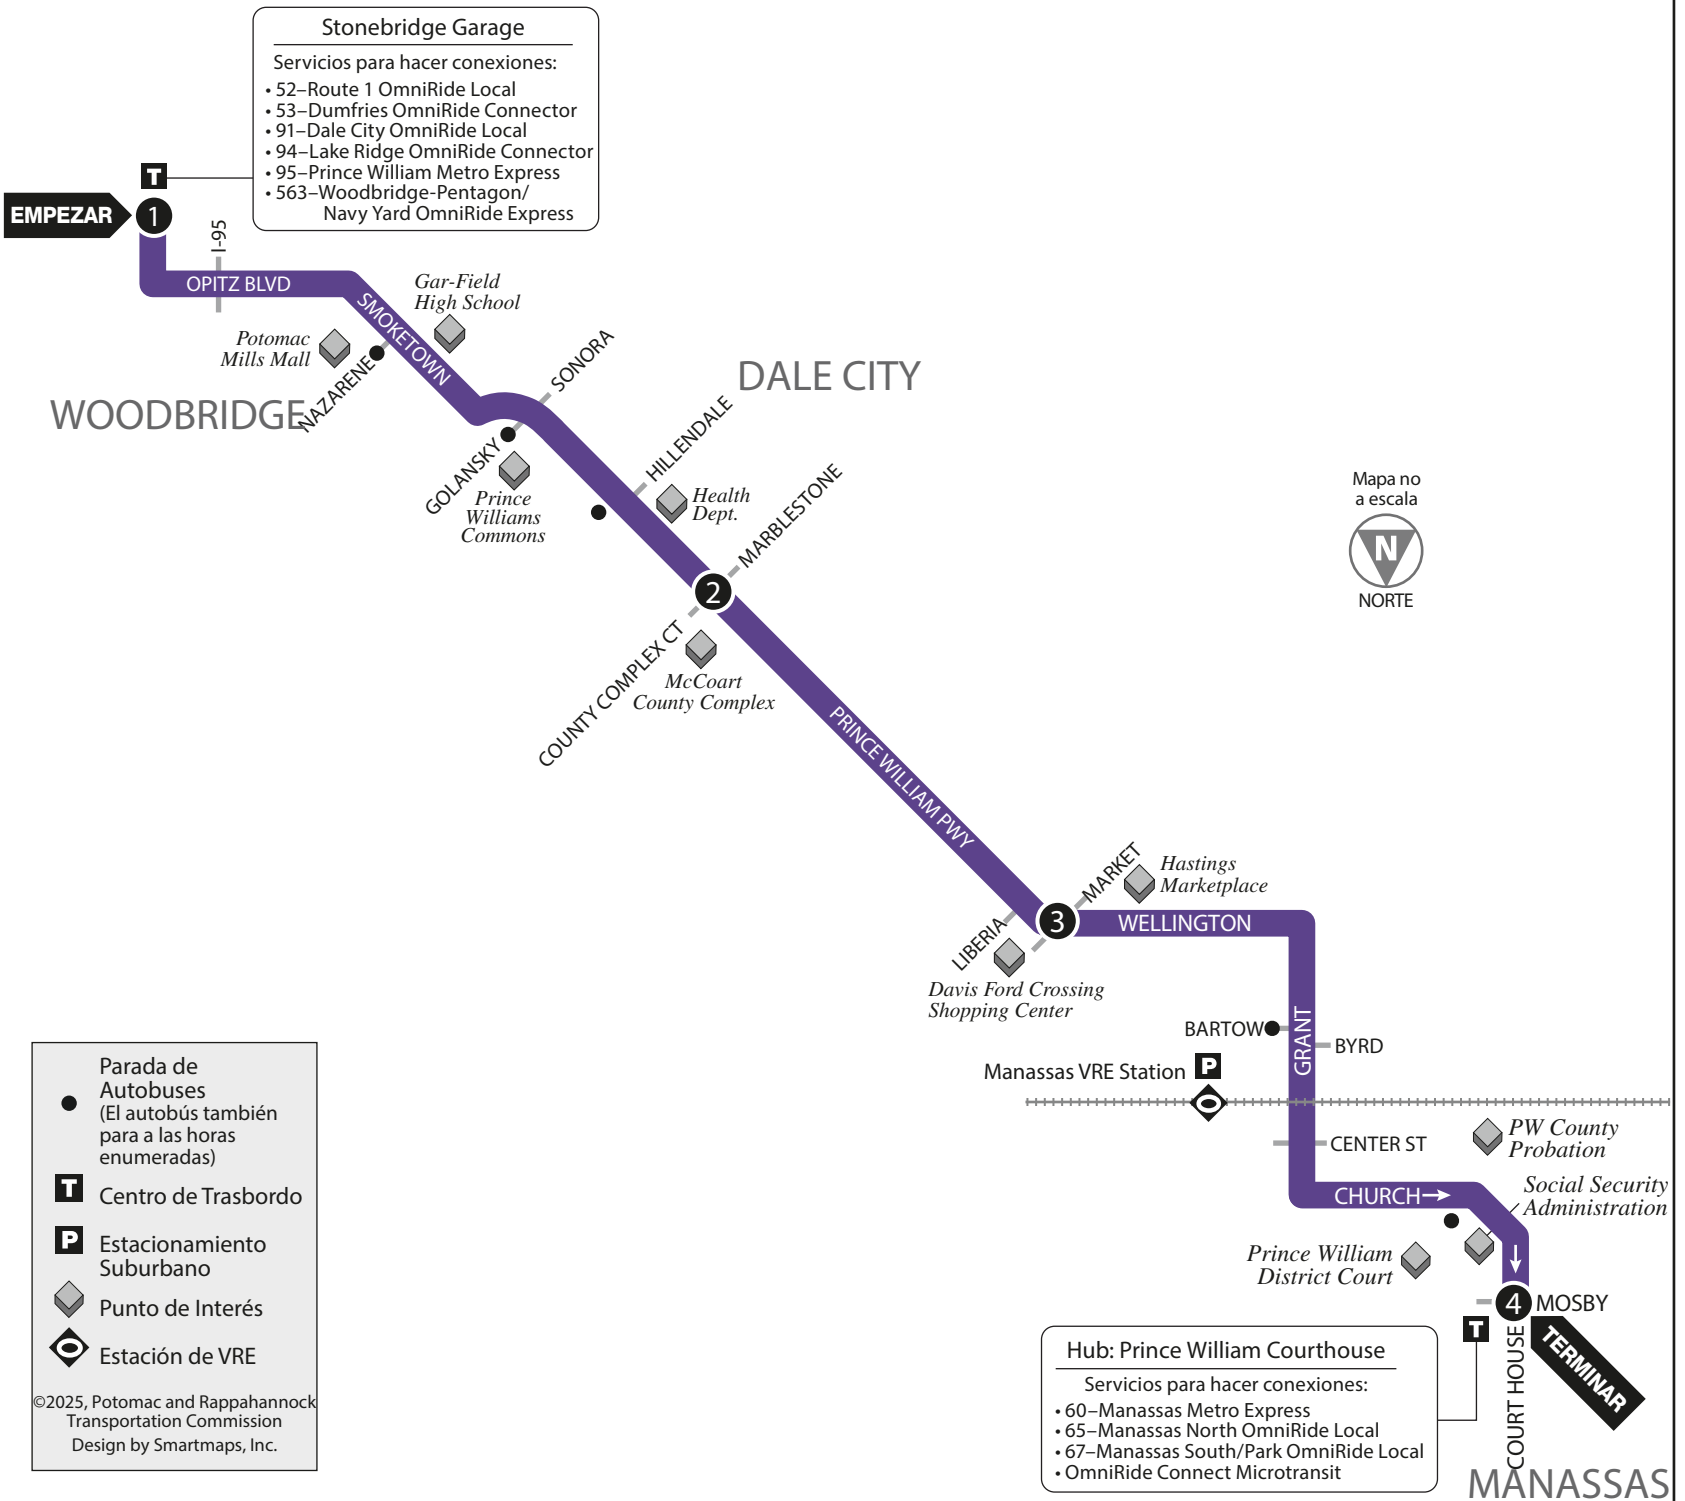 Stonebridge Garage
Servicios para hacer conexiones:
• 52–Route 1 OmniRide Local
• 53–Dumfries OmniRide Connector
• 91–Dale City OmniRide Local
• 94–Lake Ridge OmniRide Connector
• 95–Prince William Metro Express
• 563–Woodbridge-Pentagon/
Navy Yard OmniRide Express
T
EMPEZAR
1
I-95
OPITZ BLVD
Gar-Field
High School
SMOKETOWN
Potomac
Mills Mall
NAZARENE
WOODBRIDGE
SONORA
DALE CITY
GOLANSKY
Prince
Williams
Commons
HILLENDALE
Health
Dept.
MARBLESTONE
2
COUNTY COMPLEX CT
McCoart
County Complex
Mapa no
a escala
N
NORTE
PRINCE WILLIAM PWY
MARKET
Hastings
Marketplace
3
WELLINGTON
LIBERIA
Davis Ford Crossing
Shopping Center
BARTOW
GRANT
BYRD
Manassas VRE Station
P
CENTER ST
PW County
Probation
CHURCH
Social Security
Administration
Prince William
District Court
4
MOSBY
T
COURT HOUSE
TERMINAR
MANASSAS
Hub: Prince William Courthouse
Servicios para hacer conexiones:
• 60–Manassas Metro Express
• 65–Manassas North OmniRide Local
• 67–Manassas South/Park OmniRide Local
• OmniRide Connect Microtransit
Parada de
Autobuses
(El autobús también
para a las horas
enumeradas)
T
Centro de Trasbordo
P
Estacionamiento
Suburbano
Punto de Interés
Estación de VRE
©2025, Potomac and Rappahannock
Transportation Commission
Design by Smartmaps, Inc.